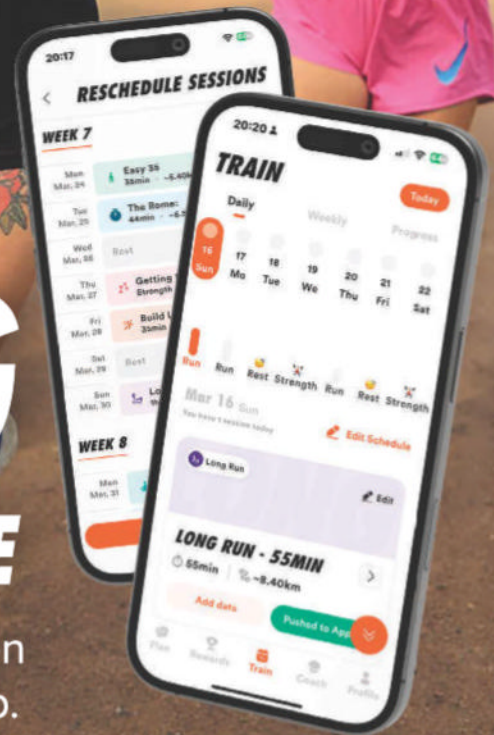 20:17
RESCHEDULE SESSIONS
WEEK 7
Mon
Mar, 24
Easy 36
36min
Tue
Mar, 25
The Rome:
44min
Wed
Mar, 26
Rest
Thu
Mar, 27
Getting
Strength
Fri
Mar, 28
Build
35min
Sat
Mar, 29
Rest
Sun
Mar, 30
Lo
WEEK 8
Mon
Mar, 31
20:20
TRAIN
Today
Daily Weekly Progress
16 17 18 19 20 21 22
Sun Mo Tue We Thu Fri Sat
Run Run Rest Strength Run Rest Strength
Mar 16 Sun
You have 1 session today
Edit Schedule
Long Run
Edit
LONG RUN - 55MIN
55min ~8.40km
Add data
Pushed to App
Plan Rewards Train Coach Profile
G
E
n
o.